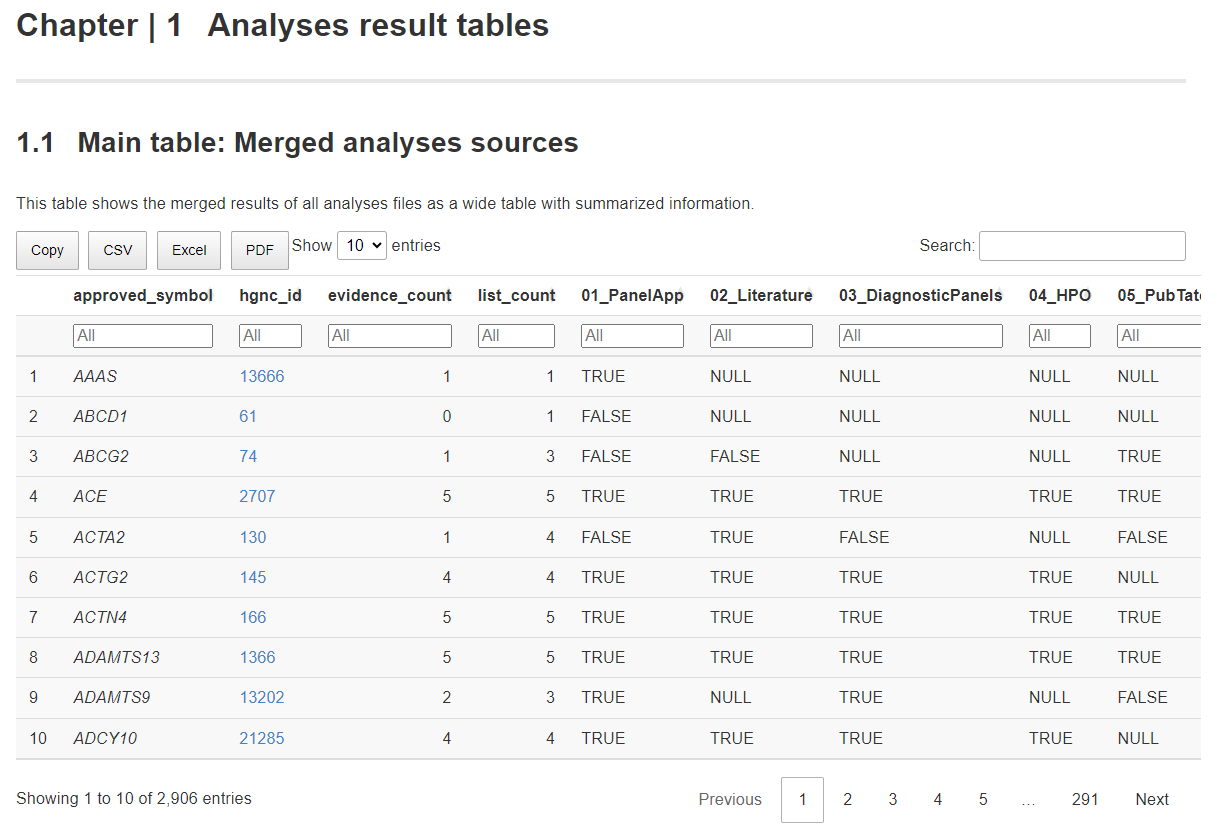 Chapter | 1 Analyses result tables
1.1 Main table: Merged analyses sources
This table shows the merged results of all analyses files as a wide table with summarized information.
Copy CSV Excel PDF Show 10 entries Search:
approved_symbol hgnc_id evidence_count list_count 01_PanelApp 02_Literature 03_DiagnosticPanels 04_HPO 05_PubTat
All All All All All All All All All
1 AAAS 13666 1 1 TRUE NULL NULL NULL NULL
2 ABCD1 61 0 1 FALSE NULL NULL NULL NULL
3 ABCG2 74 1 3 FALSE FALSE NULL NULL TRUE
4 ACE 2707 5 5 TRUE TRUE TRUE TRUE TRUE
5 ACTA2 130 1 4 FALSE TRUE FALSE NULL FALSE
6 ACTG2 145 4 4 TRUE TRUE TRUE TRUE NULL
7 ACTN4 166 5 5 TRUE TRUE TRUE TRUE TRUE
8 ADAMTS13 1366 5 5 TRUE TRUE TRUE TRUE TRUE
9 ADAMTS9 13202 2 3 TRUE NULL TRUE NULL FALSE
10 ADCY10 21285 4 4 TRUE TRUE TRUE TRUE NULL
Showing 1 to 10 of 2,906 entries Previous 1 2 3 4 5 … 291 Next